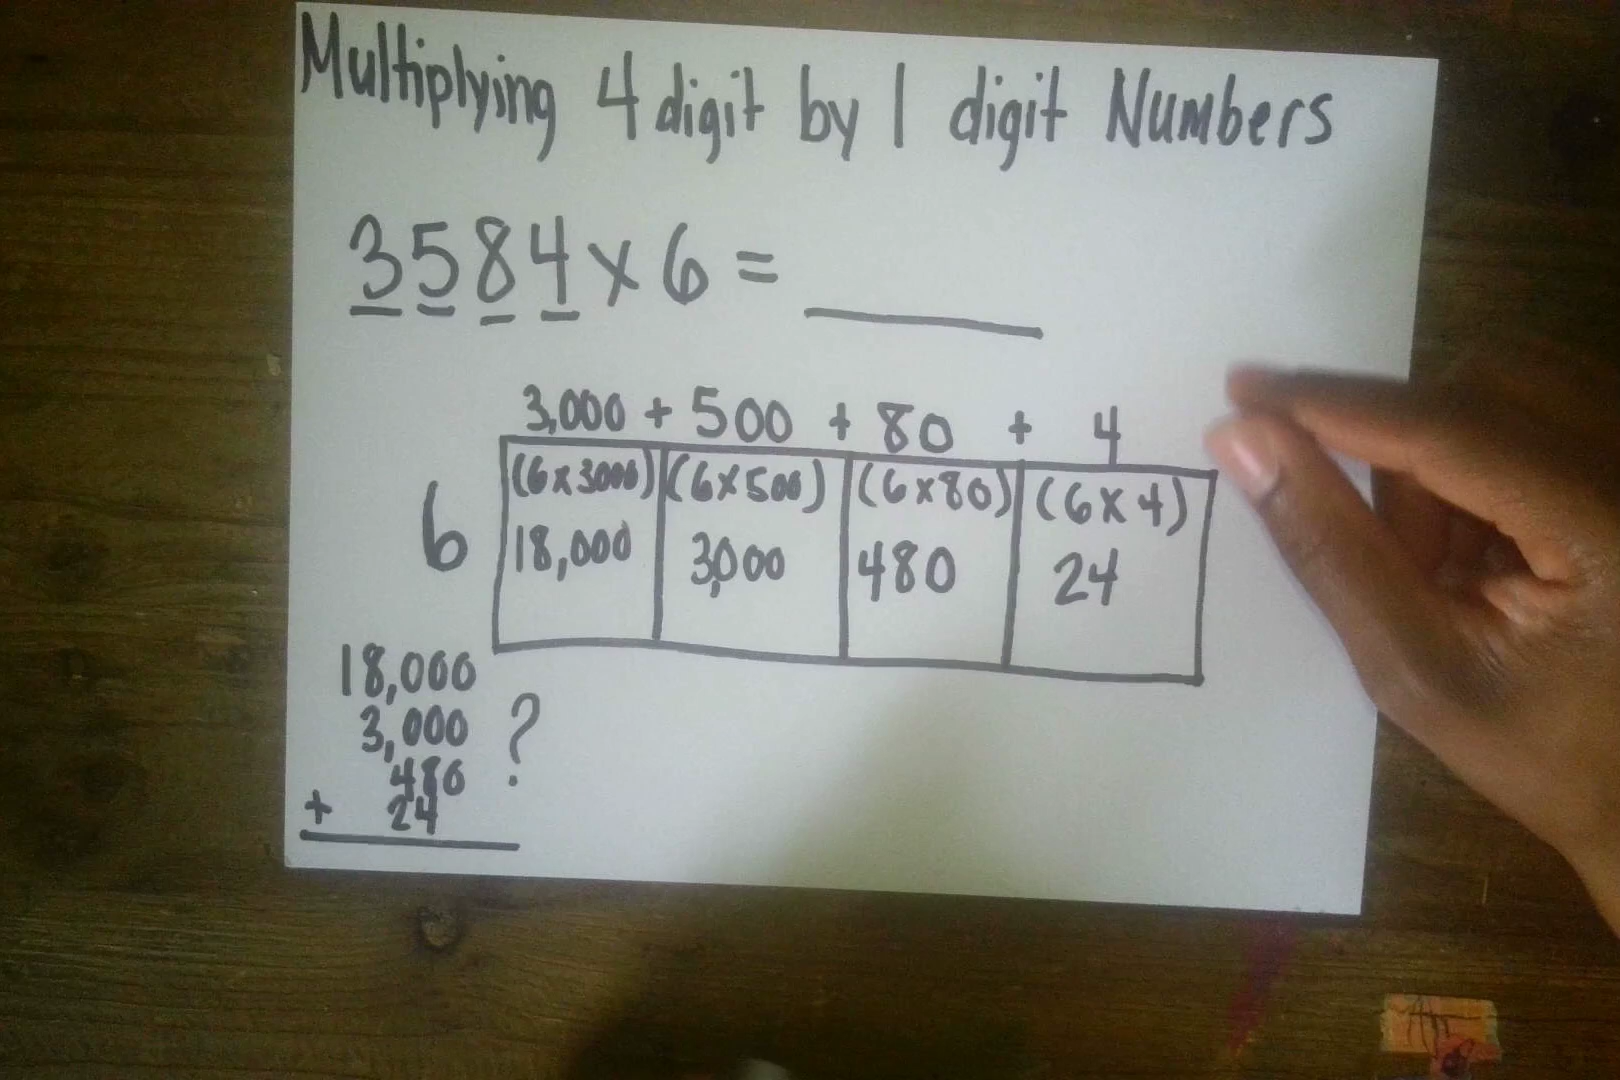 Multiplying 4 digit by 1 digit Numbers
3584 x 6 = ____
3,000 + 500 + 80 + 4
(6x3000) (6x500) (6x80) (6x4)
6 18,000 3,000 480 24
18,000
3,000 ?
480
+ 24